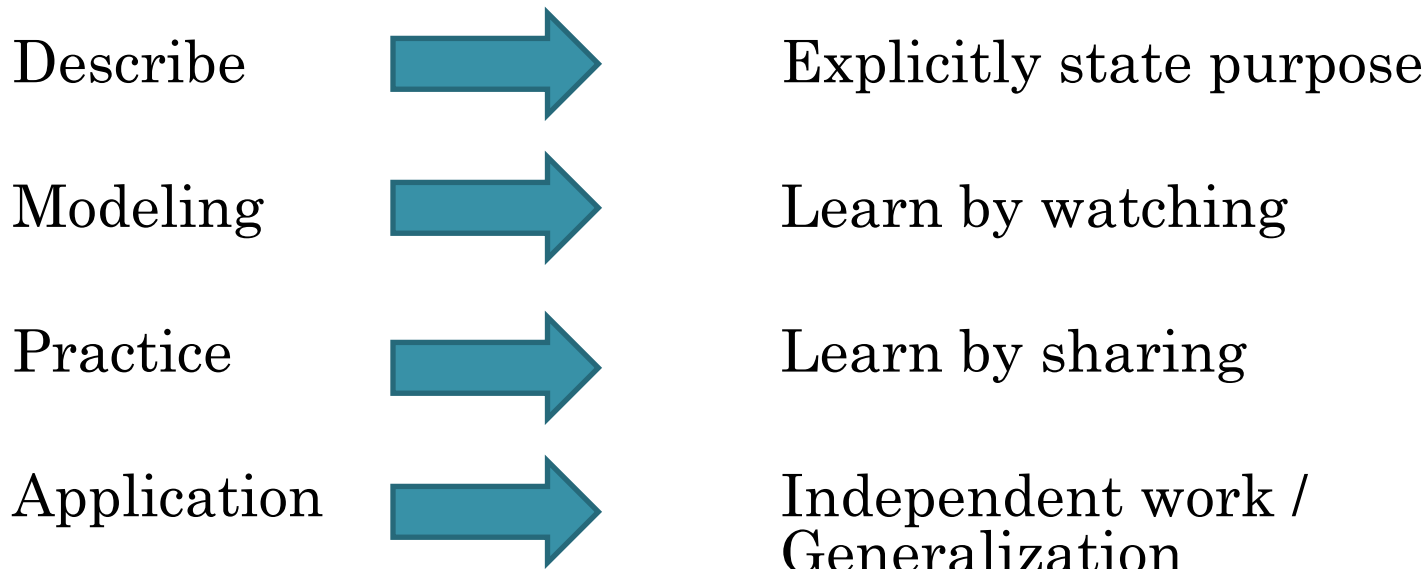 Describe Explicitly state purpose
Modeling Learn by watching
Practice Learn by sharing
Application Independent work /
Generalization